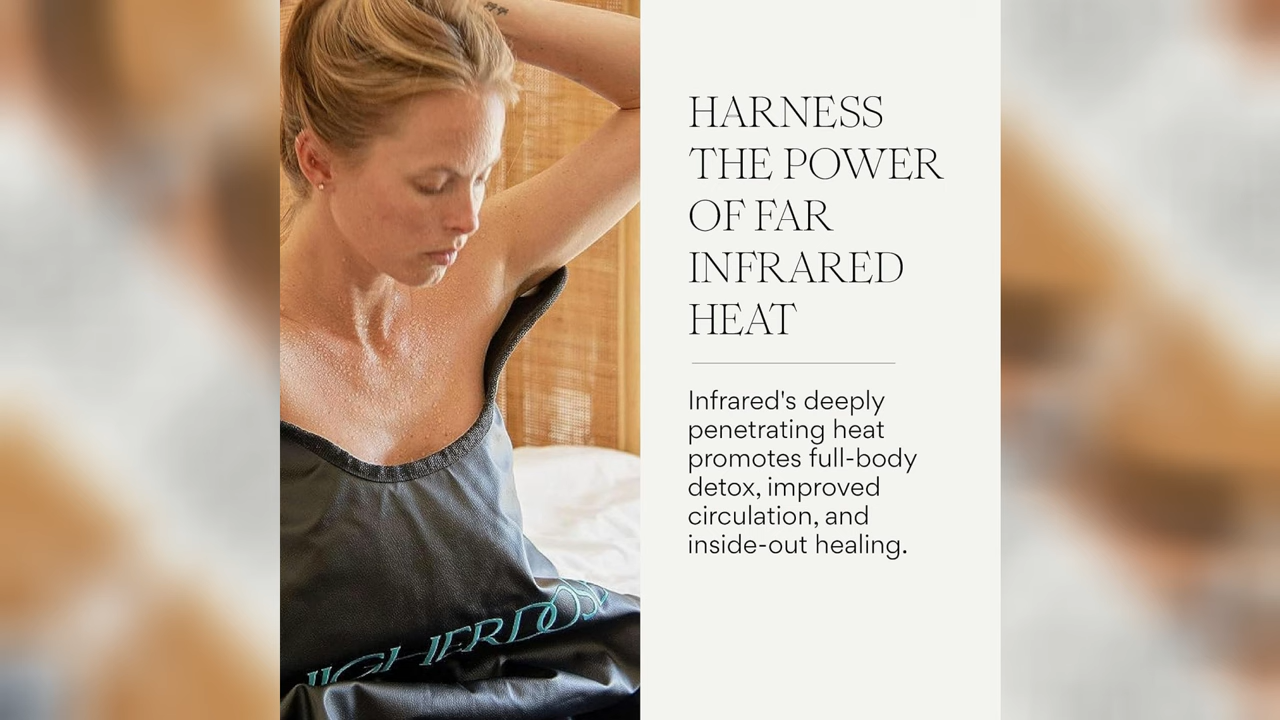 HIGHERDOSE
HARNESS
THE POWER
OF FAR
INFRARED
HEAT
Infrared's deeply
penetrating heat
promotes full-body
detox, improved
circulation, and
inside-out healing.